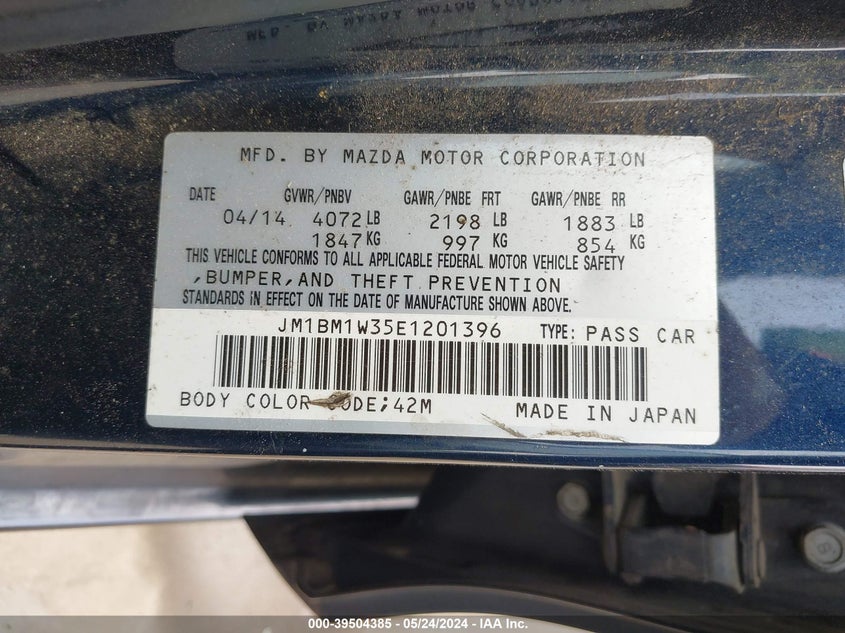 MFD. BY MAZDA MOTOR CORPORATION
DATE GVWR/PNBV GAWR/PNBE FRT GAWR/PNBE RR
04/14 4072 LB 2198 LB 1883 LB
1847 KG 997 KG 854 KG
THIS VEHICLE CONFORMS TO ALL APPLICABLE FEDERAL MOTOR VEHICLE SAFETY
,BUMPER,AND THEFT PREVENTION
STANDARDS IN EFFECT ON THE DATE OF MANUFACTURE SHOWN ABOVE.
JM1BM1W35E1201396 TYPE: PASS CAR
BODY COLOR CODE;42M MADE IN JAPAN
000-39504385 - 05/24/2024 - IAA Inc.